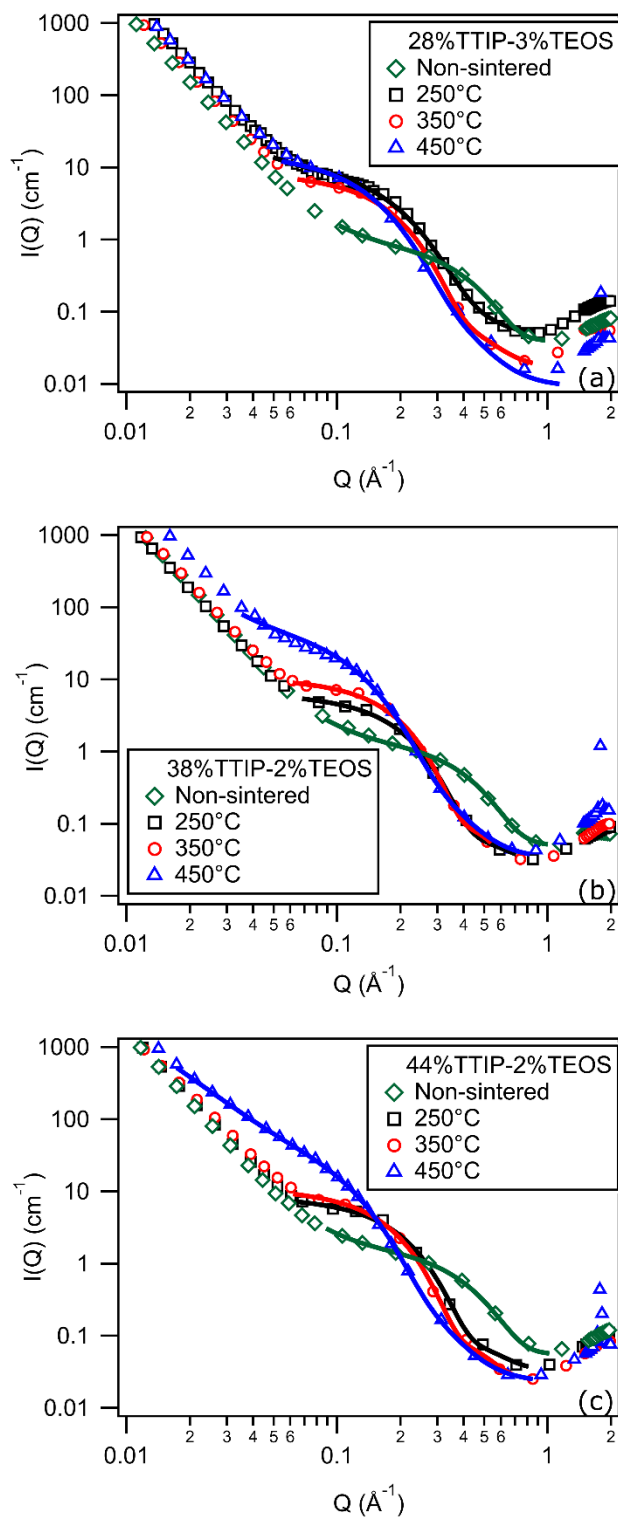 1000
100
10
1
0.1
0.01
I(Q) (cm⁻¹)
28%TTIP-3%TEOS
Non-sintered
250°C
350°C
450°C
(a)
0.01 2 3 4 5 6 0.1 2 3 4 5 6 1 2
Q (Å⁻¹)
1000
100
10
1
0.1
0.01
I(Q) (cm⁻¹)
38%TTIP-2%TEOS
Non-sintered
250°C
350°C
450°C
(b)
0.01 2 3 4 5 6 0.1 2 3 4 5 6 1 2
Q (Å⁻¹)
1000
100
10
1
0.1
0.01
I(Q) (cm⁻¹)
44%TTIP-2%TEOS
Non-sintered
250°C
350°C
450°C
(c)
0.01 2 3 4 5 6 0.1 2 3 4 5 6 1 2
Q (Å⁻¹)